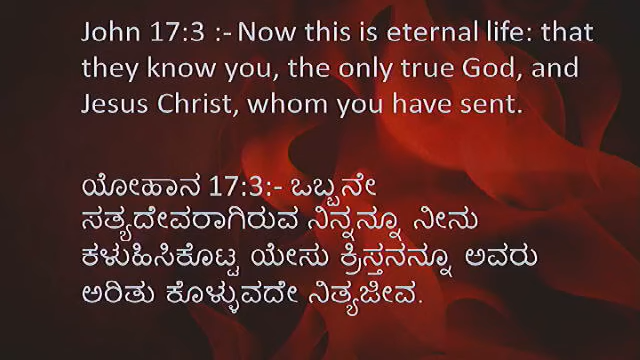 John 17:3 :- Now this is eternal life: that
they know you, the only true God, and
Jesus Christ, whom you have sent.
ಯೋಹಾನ 17:3:- ಒಬ್ಬನೇ
ಸತ್ಯದೇವರಾಗಿರುವ ನಿನ್ನನ್ನೂ ನೀನು
ಕಳುಹಿಸಿಕೊಟ್ಟ ಯೇಸು ಕ್ರಿಸ್ತನನ್ನೂ ಅವರು
ಅರಿತು ಕೊಳ್ಳುವದೇ ನಿತ್ಯಜೀವ.